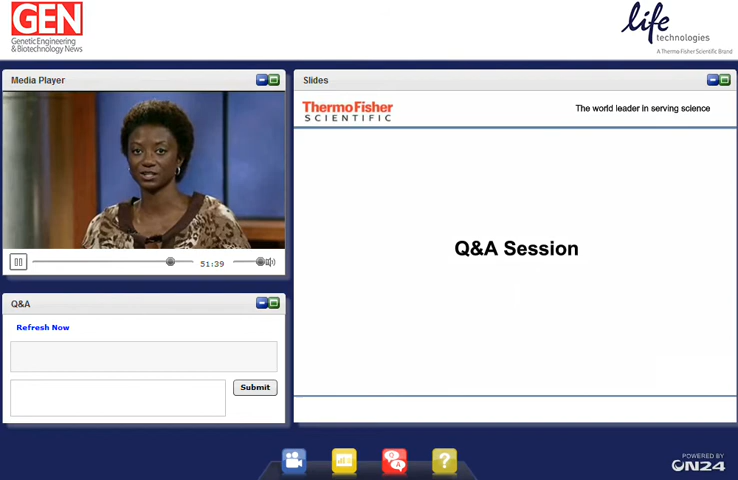 GEN
Genetic Engineering
& Biotechnology News
life
technologies
A Thermo Fisher Scientific Brand
Media Player
51:39
Q&A
Refresh Now
Submit
Slides
ThermoFisher
SCIENTIFIC
The world leader in serving science
Q&A Session
Q
A
?
POWERED BY
ON24